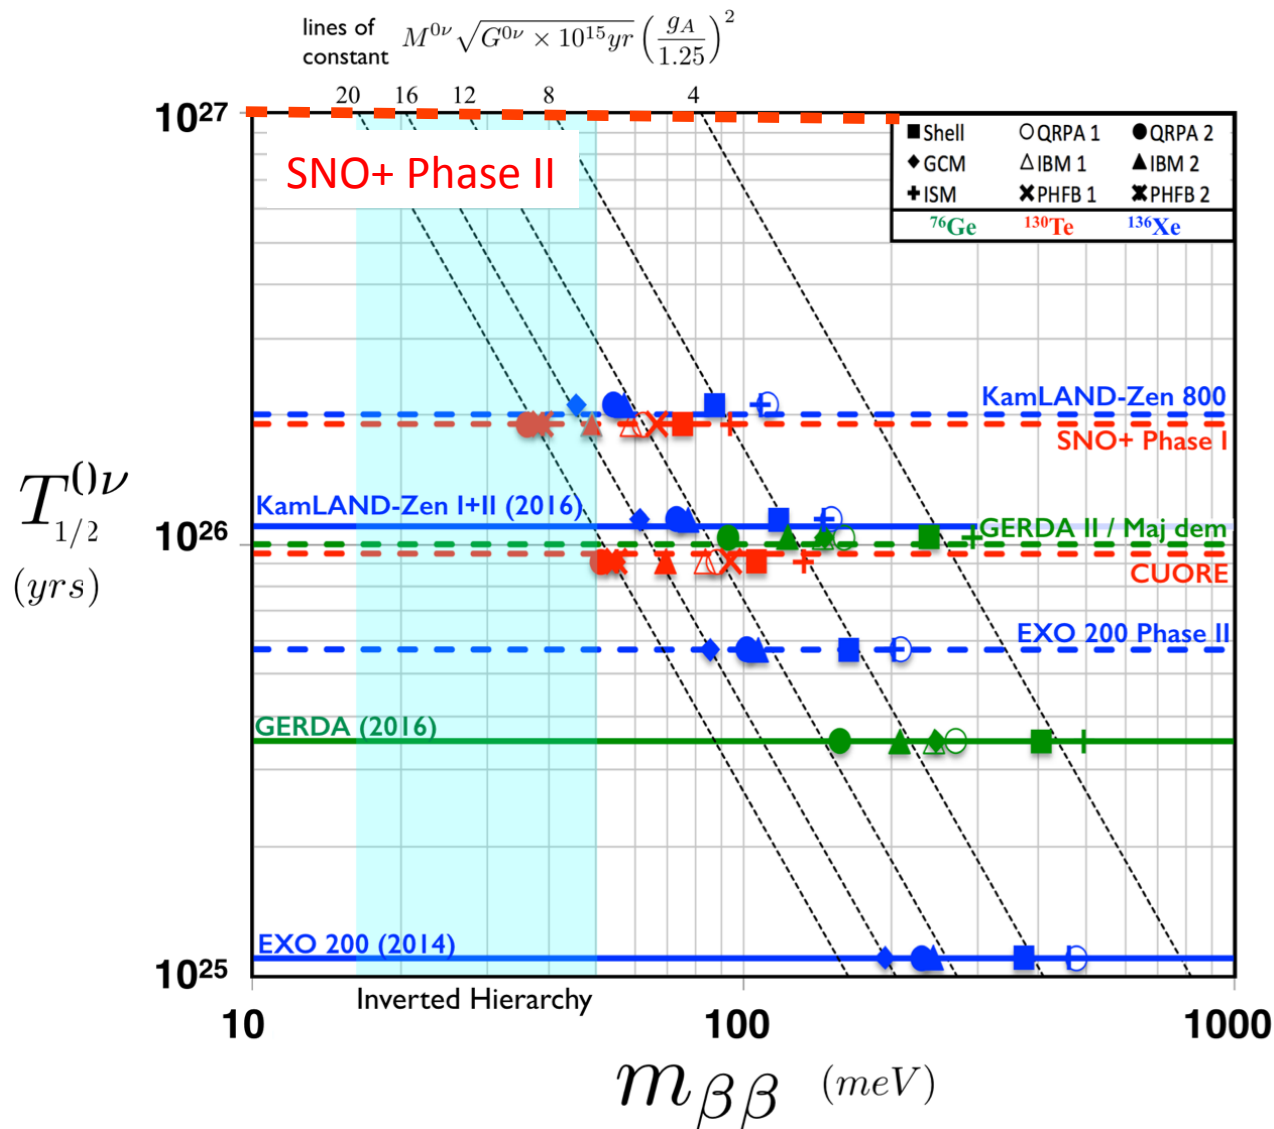 lines of
constant M^{0ν} √(G^{0ν} × 10^{15}yr) (g_A/1.25)^2
20 16 12 8 4
10^27
SNO+ Phase II
Shell QRPA 1 QRPA 2
GCM IBM 1 IBM 2
ISM PHFB 1 PHFB 2
76Ge 130Te 136Xe
KamLAND-Zen 800
SNO+ Phase I
T_{1/2}^{0ν}
(yrs)
KamLAND-Zen I+II (2016)
10^26
GERDA II / Maj dem
CUORE
EXO 200 Phase II
GERDA (2016)
EXO 200 (2014)
10^25
Inverted Hierarchy
10 100 1000
m_{ββ} (meV)